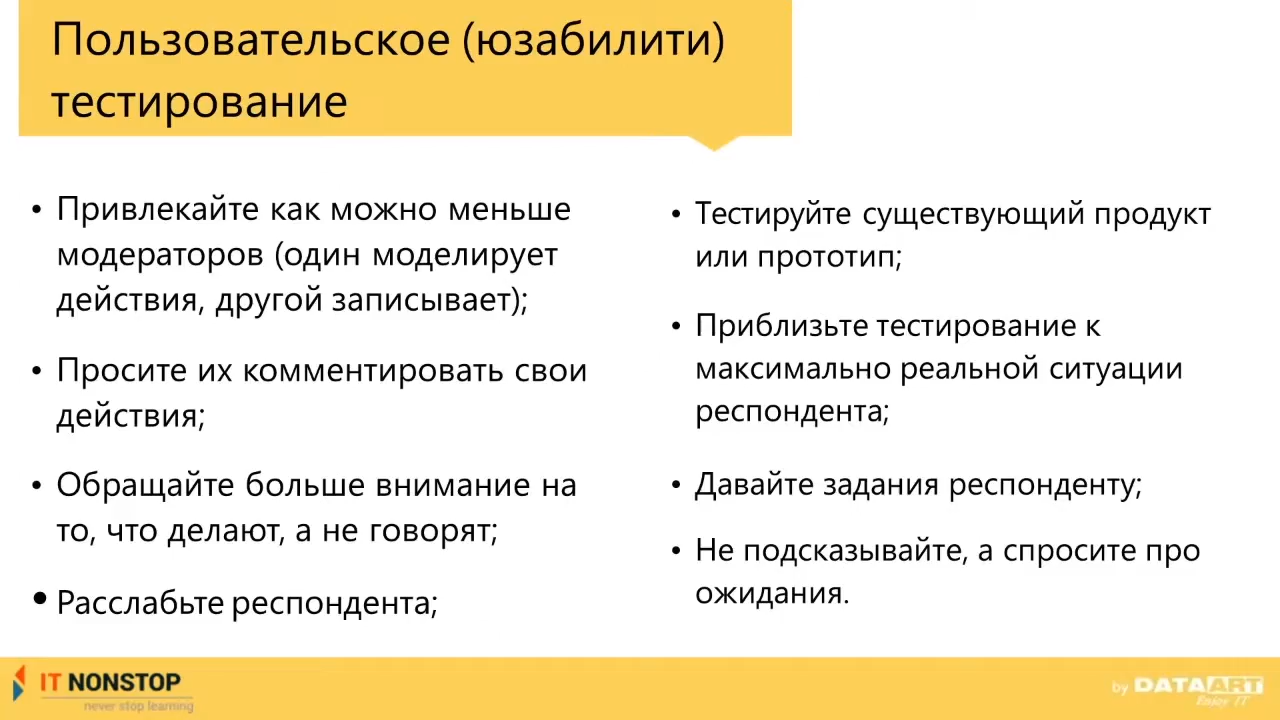 Пользовательское (юзабилити)
тестирование
• Привлекайте как можно меньше
модераторов (один моделирует
действия, другой записывает);
• Просите их комментировать свои
действия;
• Обращайте больше внимание на
то, что делают, а не говорят;
• Расслабьте респондента;
• Тестируйте существующий продукт
или прототип;
• Приблизьте тестирование к
максимально реальной ситуации
респондента;
• Давайте задания респонденту;
• Не подсказывайте, а спросите про
ожидания.
IT NONSTOP
never stop learning
by DATAART
Enjoy IT